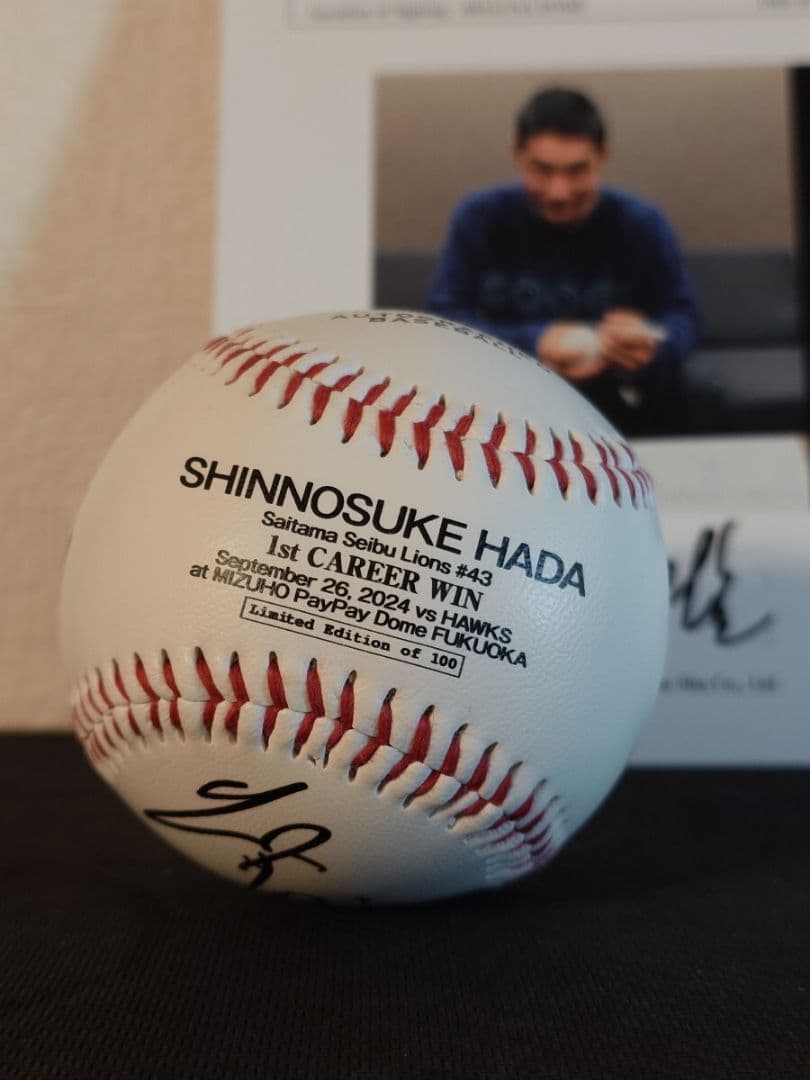 BASEBALL
SHINNOSUKE HADA
Saitama Seibu Lions #43
1st CAREER WIN
September 26, 2024 vs HAWKS
at MIZUHO PayPay Dome FUKUOKA
Limited Edition of 100